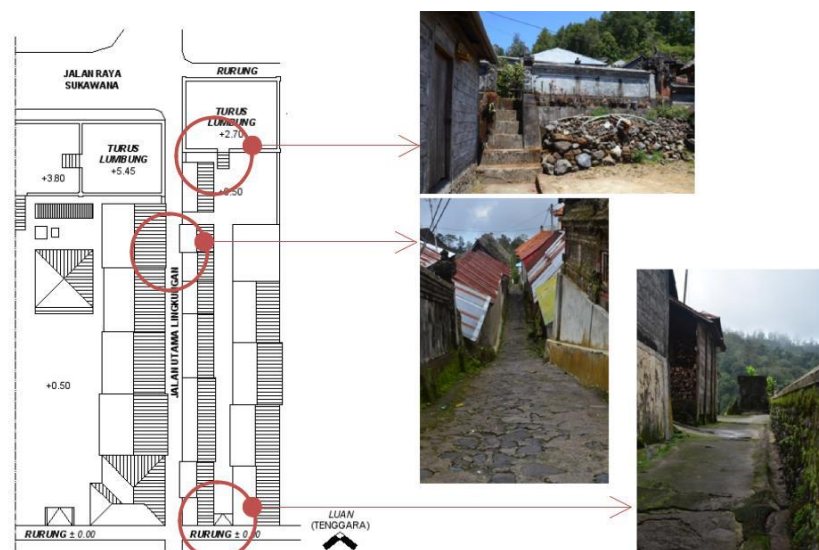 JALAN RAYA
SUKAWANA
RURUNG
TURUS
LUMBUNG
+5.45
TURUS
LUMBUNG
+2.70
+3.80
+0.50
JALAN UTAMA LINGKUNGAN
+0.50
RURUNG ± 0.00
RURUNG ± 0.00
LUAN
(TENGGARA)